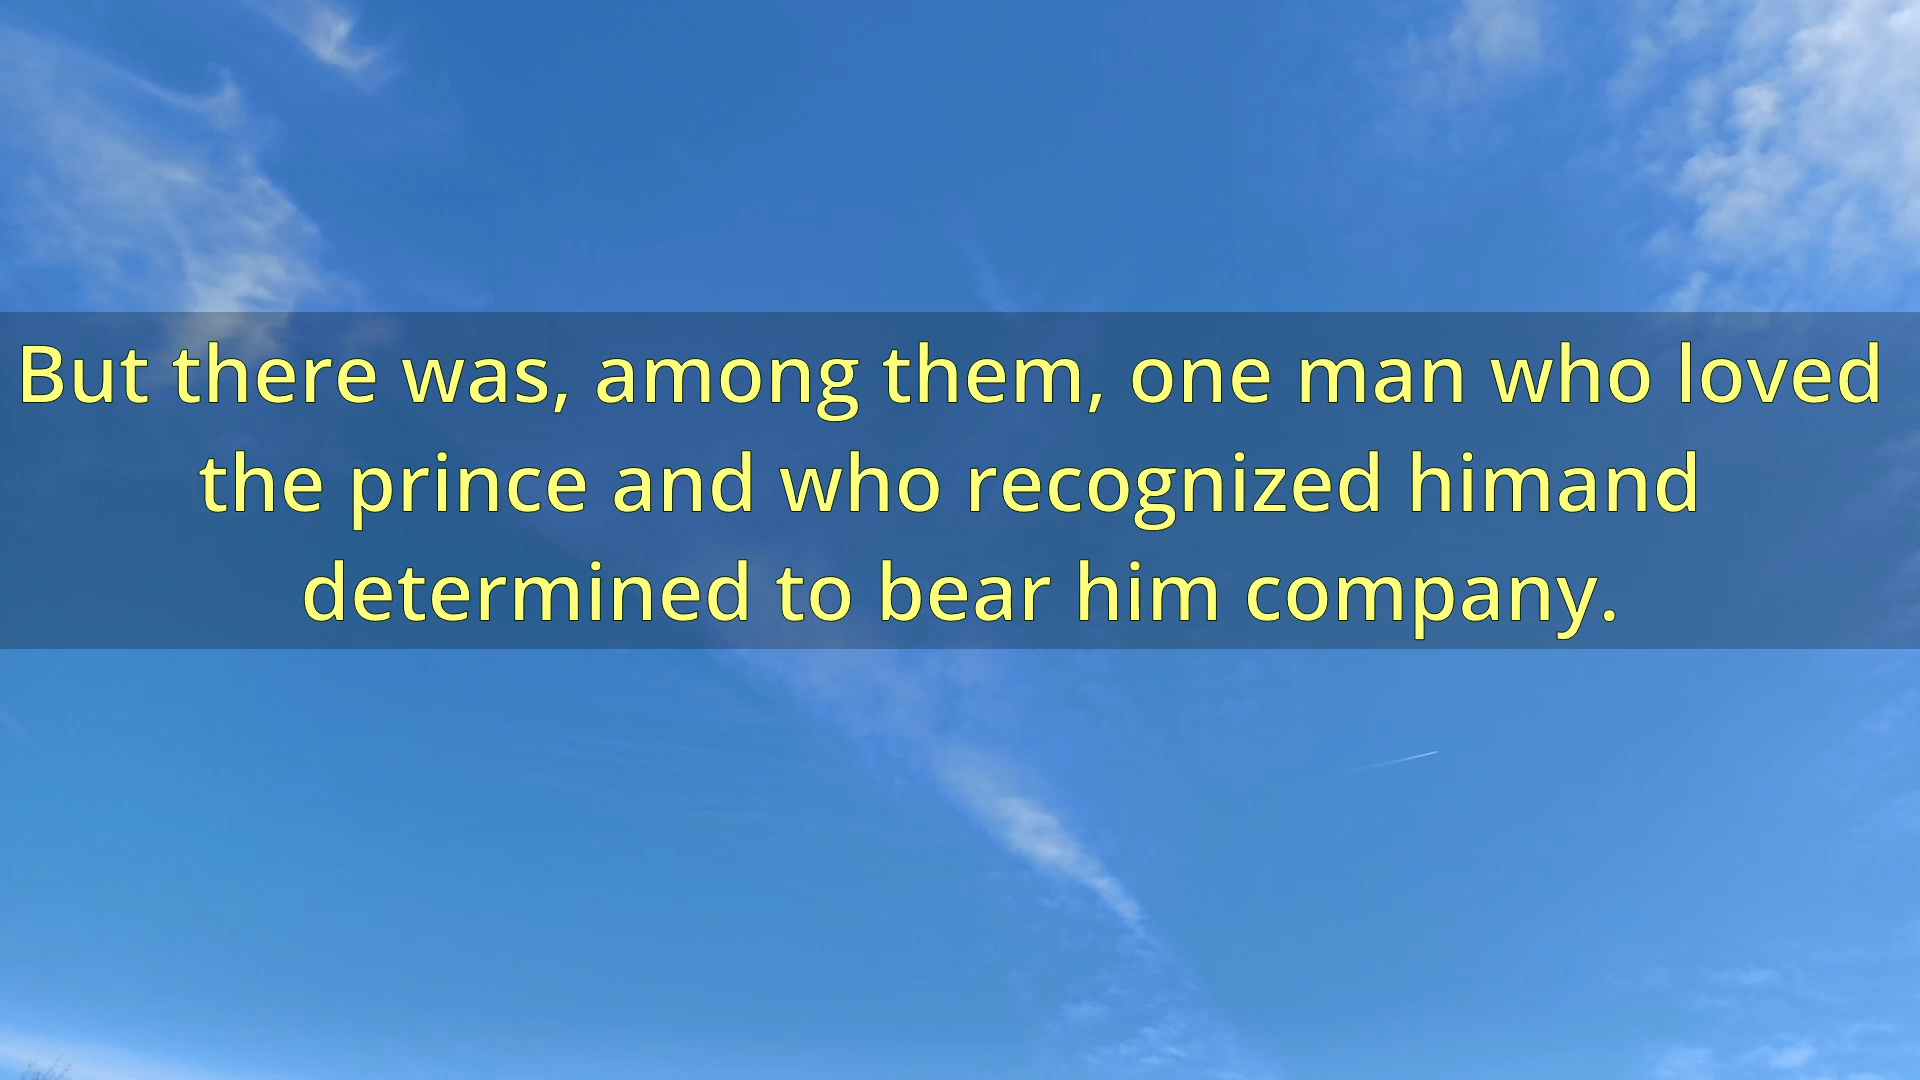 But there was, among them, one man who loved
the prince and who recognized himand
determined to bear him company.